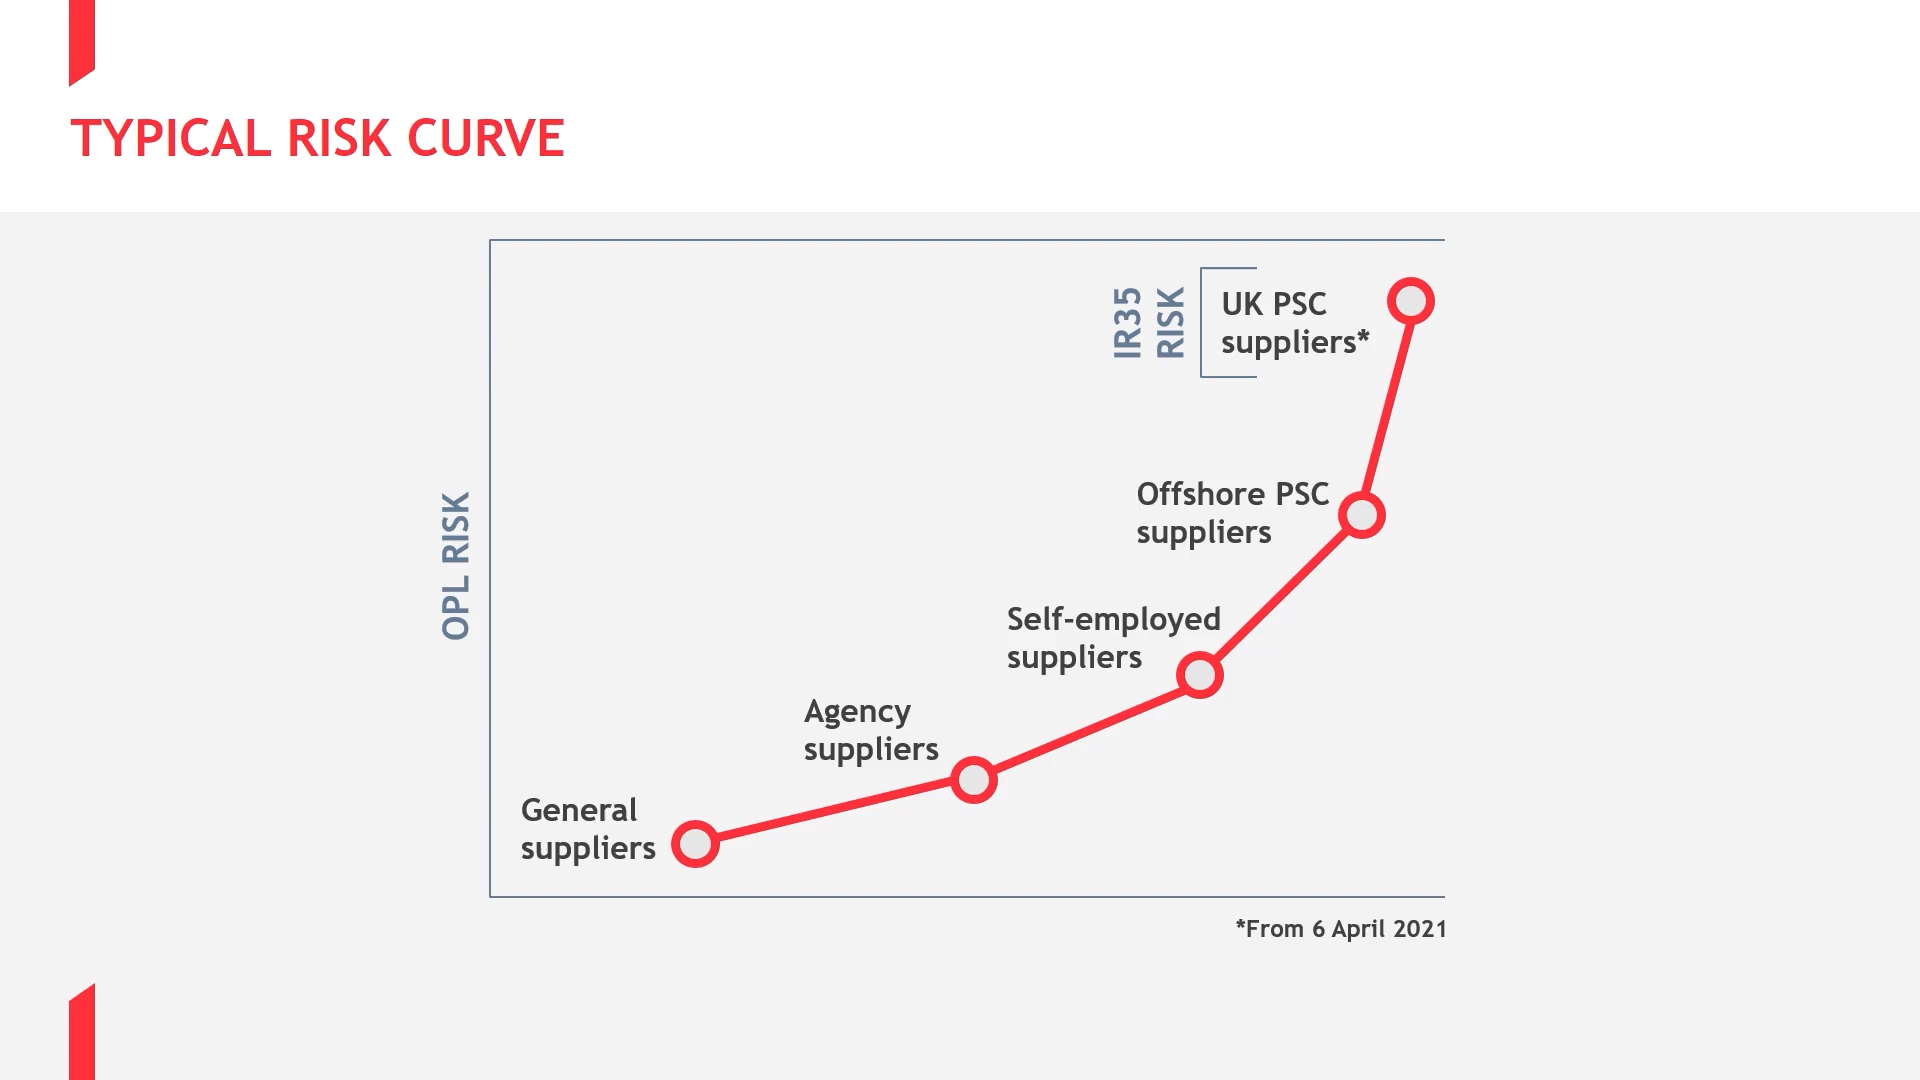 TYPICAL RISK CURVE
OPL RISK
IR35
RISK
UK PSC
suppliers*
Offshore PSC
suppliers
Self-employed
suppliers
Agency
suppliers
General
suppliers
*From 6 April 2021